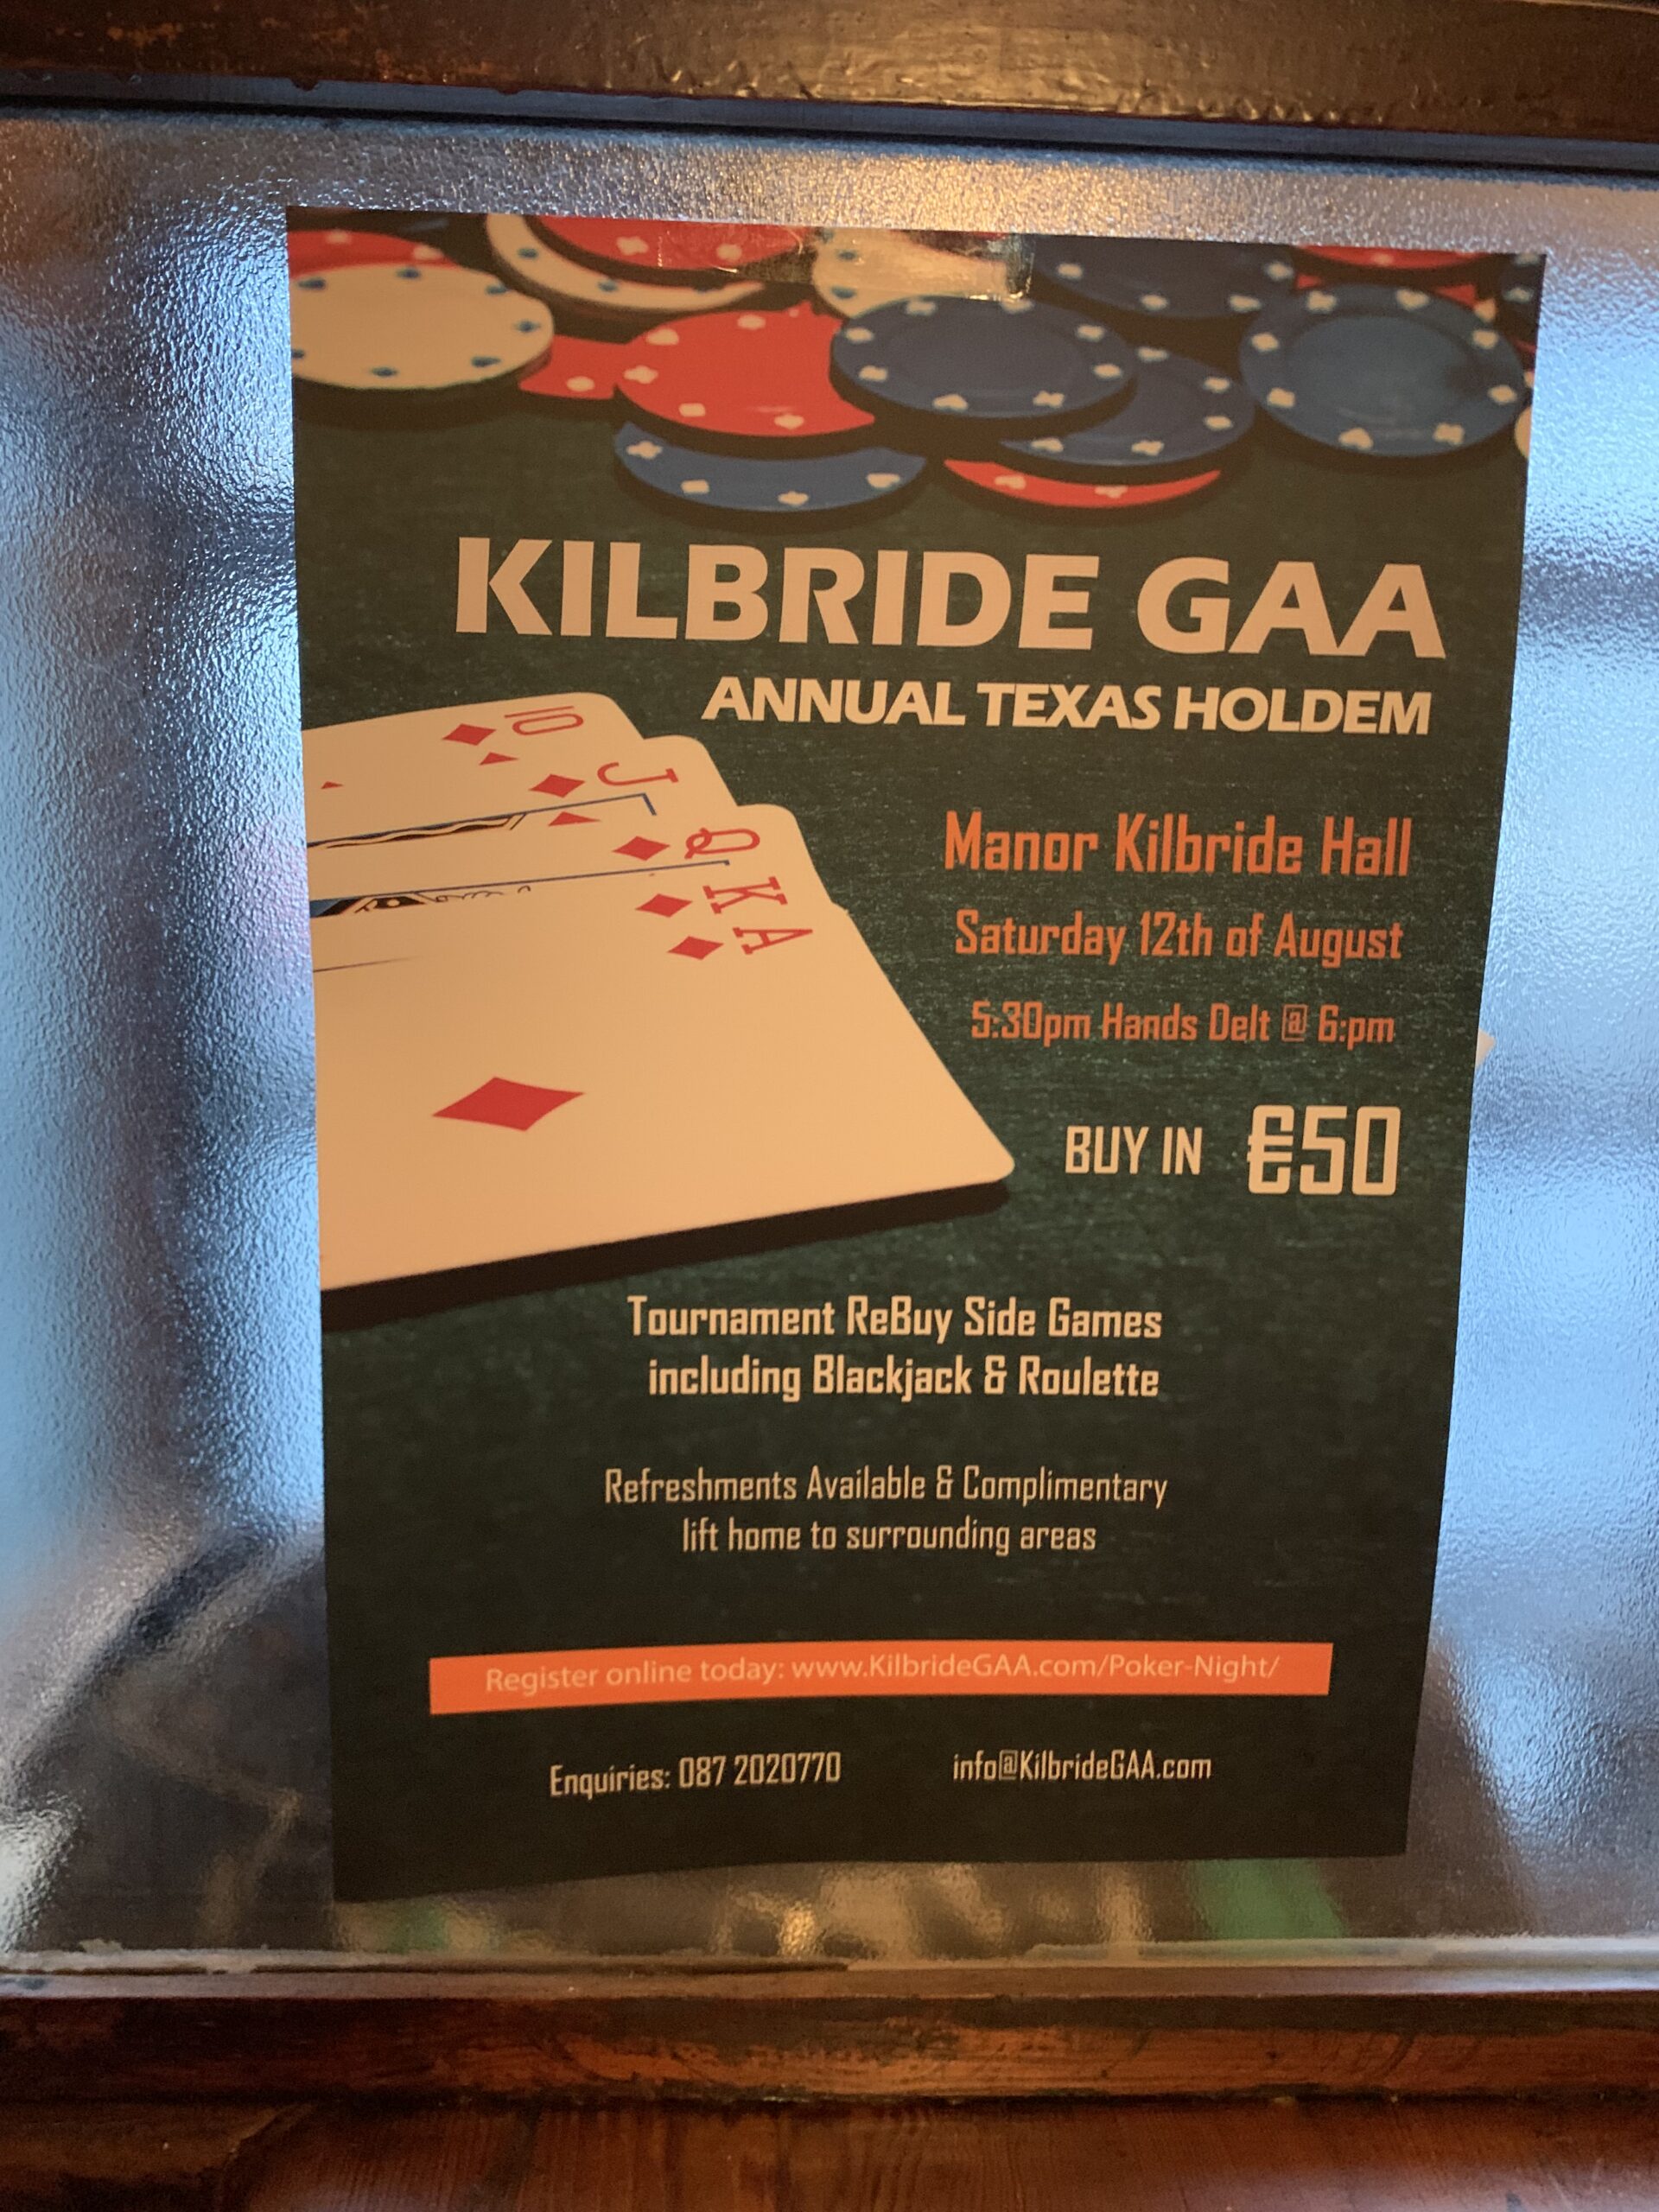 KILBRIDE GAA
ANNUAL TEXAS HOLDEM
10
J
Q
K
A
Manor Kilbride Hall
Saturday 12th of August
5:30pm Hands Delt @ 6:pm
BUY IN €50
Tournament ReBuy Side Games
including Blackjack & Roulette
Refreshments Available & Complimentary
lift home to surrounding areas
Register online today: www.KilbrideGAA.com/Poker-Night/
Enquiries: 087 2020770 info@KilbrideGAA.com